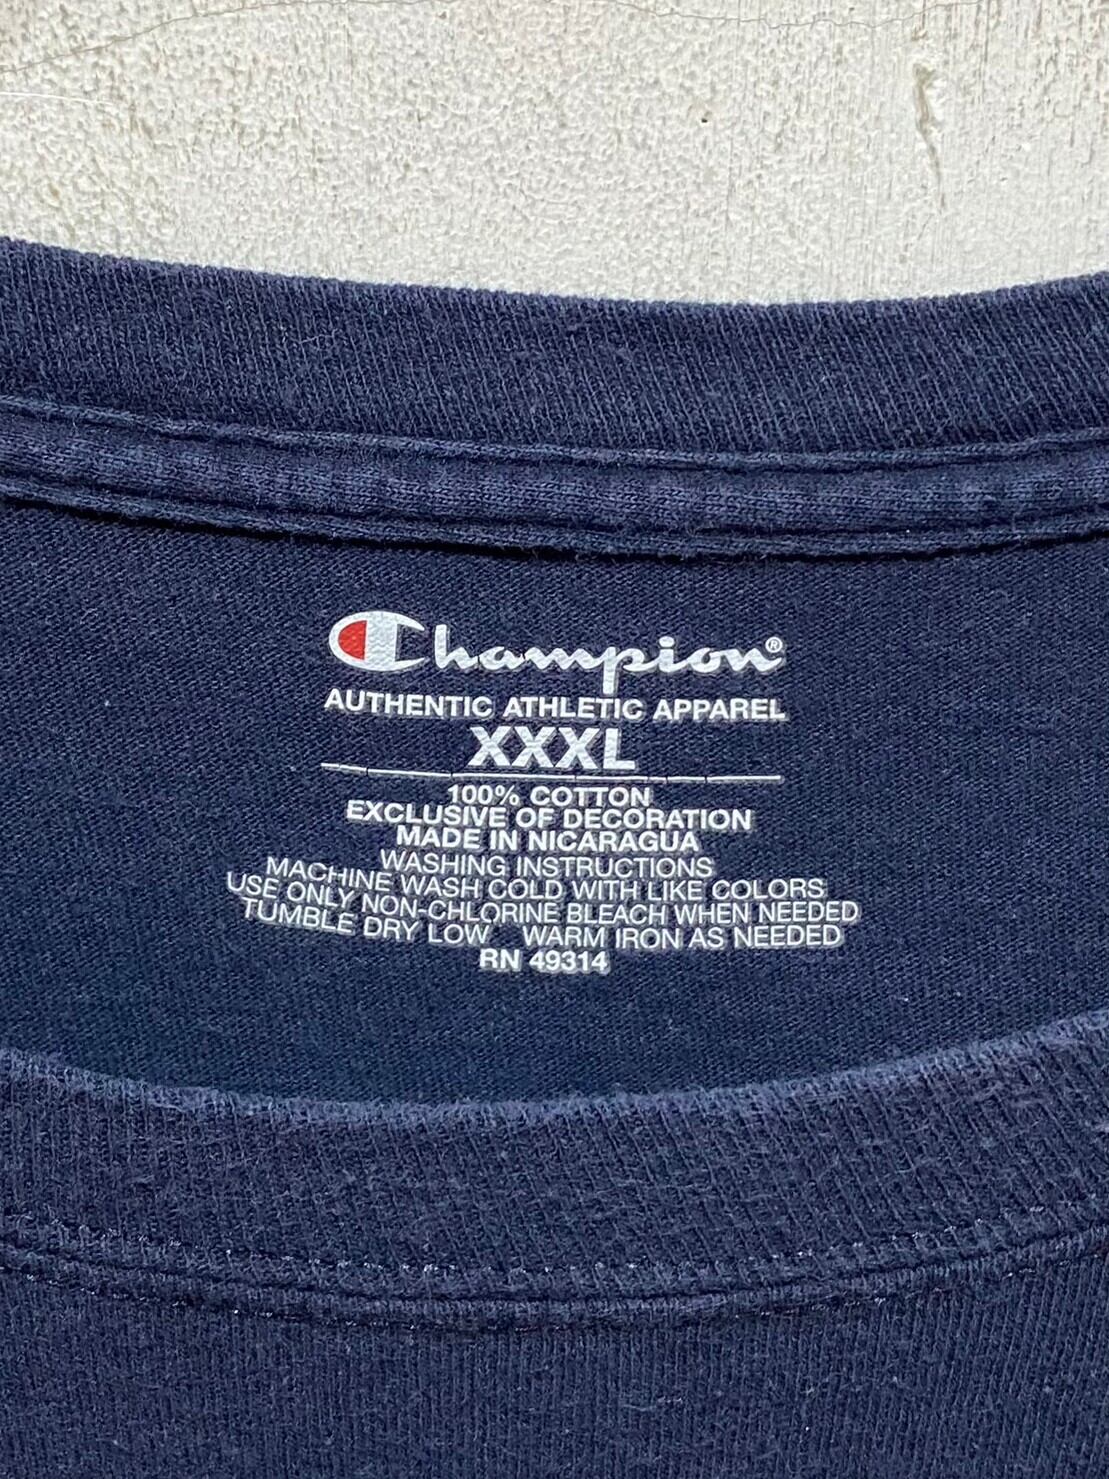 Champion®
AUTHENTIC ATHLETIC APPAREL
XXXL
100% COTTON
EXCLUSIVE OF DECORATION
MADE IN NICARAGUA
WASHING INSTRUCTIONS
MACHINE WASH COLD WITH LIKE COLORS
USE ONLY NON-CHLORINE BLEACH WHEN NEEDED
TUMBLE DRY LOW WARM IRON AS NEEDED
RN 49314